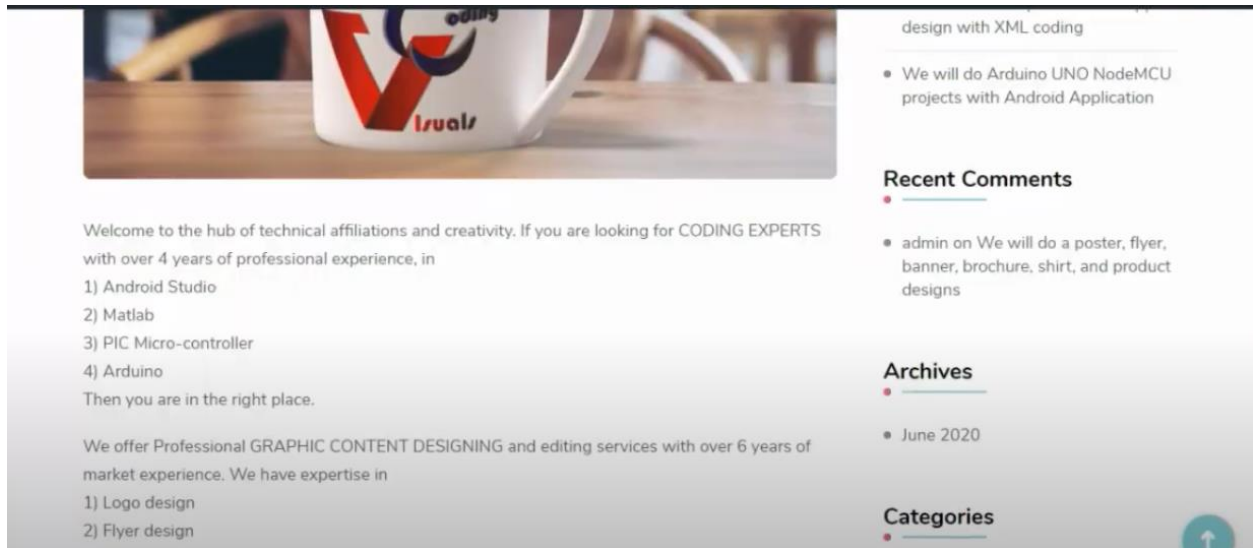 Coding
Visuals
Welcome to the hub of technical affiliations and creativity. If you are looking for CODING EXPERTS
with over 4 years of professional experience, in
1) Android Studio
2) Matlab
3) PIC Micro-controller
4) Arduino
Then you are in the right place.
We offer Professional GRAPHIC CONTENT DESIGNING and editing services with over 6 years of
market experience. We have expertise in
1) Logo design
2) Flyer design
design with XML coding
We will do Arduino UNO NodeMCU
projects with Android Application
Recent Comments
admin on We will do a poster, flyer,
banner, brochure, shirt, and product
designs
Archives
June 2020
Categories